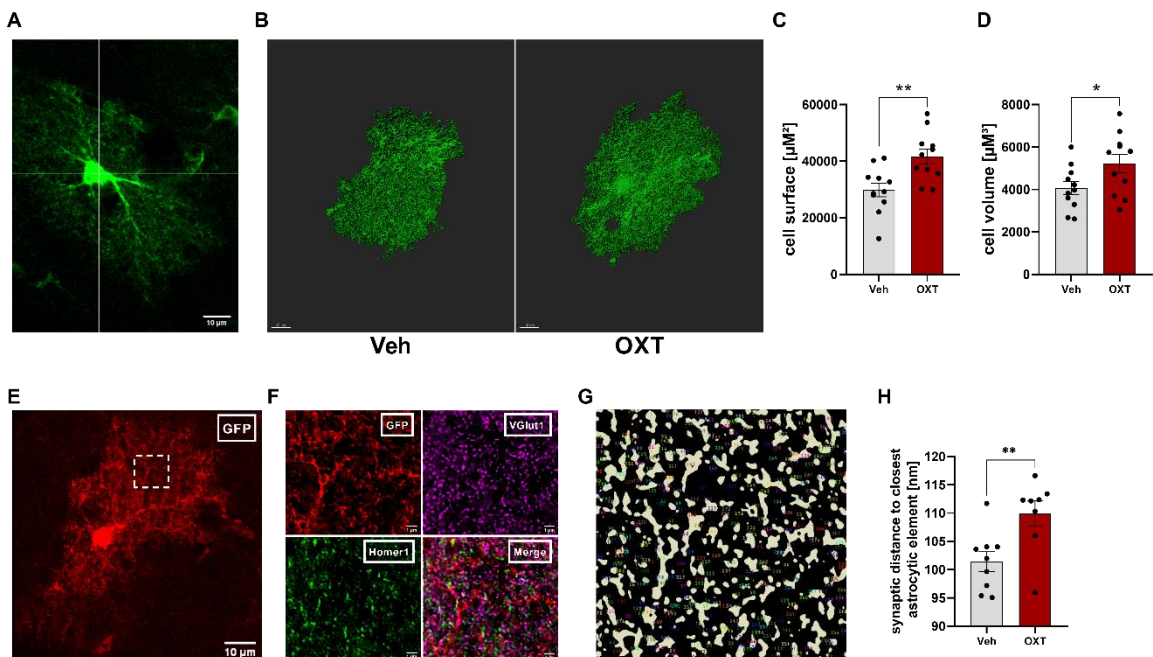 A
10 µm
B
Veh
OXT
C
cell surface [µM²]
60000
40000
20000
0
**
Veh
OXT
D
cell volume [µM³]
8000
6000
4000
2000
0
*
Veh
OXT
E
GFP
10 µm
F
GFP
1 µm
VGlut1
1 µm
Homer1
Merge
G
H
synaptic distance to closest
astrocytic element [nm]
120
115
110
105
100
95
90
**
Veh
OXT